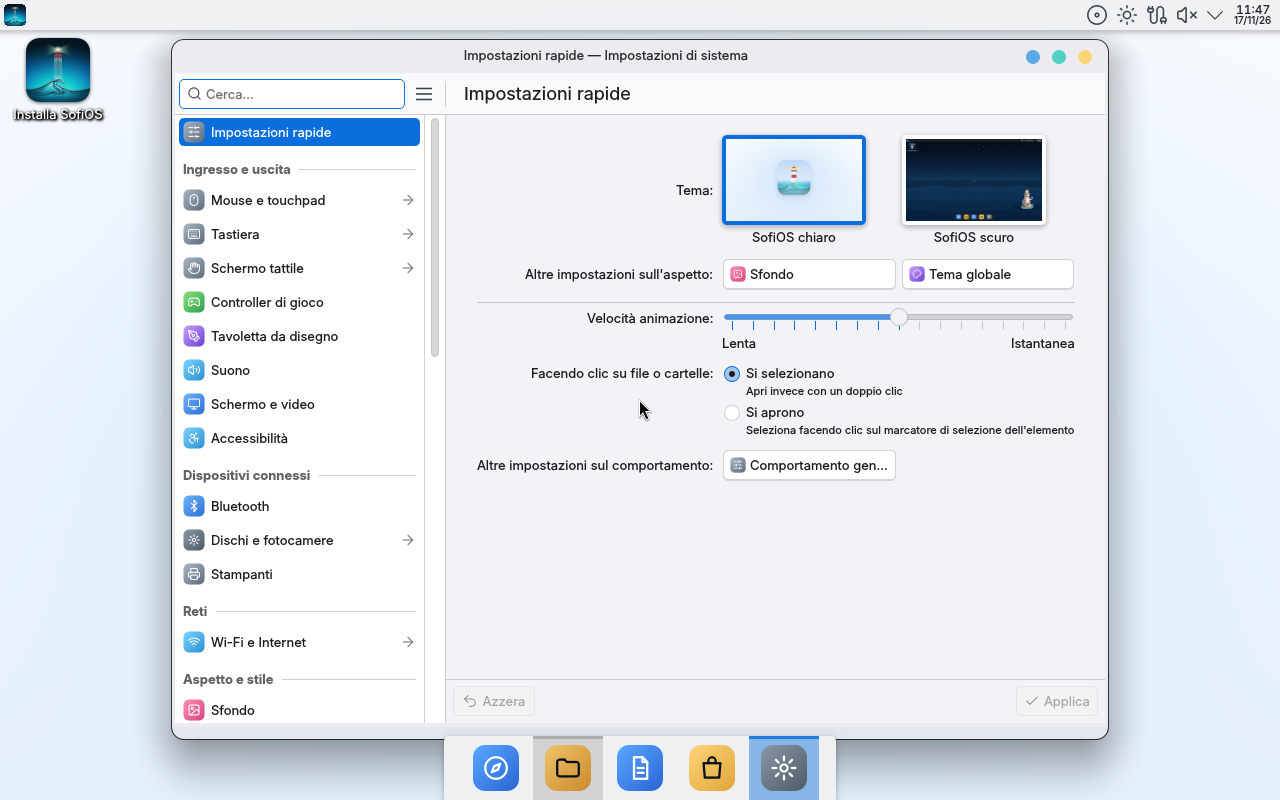 11:47
17/11/26
Installa SofiOS
Impostazioni rapide — Impostazioni di sistema
Cerca...
Impostazioni rapide
Impostazioni rapide
Ingresso e uscita
Mouse e touchpad
Tastiera
Schermo tattile
Controller di gioco
Tavoletta da disegno
Suono
Schermo e video
Accessibilità
Dispositivi connessi
Bluetooth
Dischi e fotocamere
Stampanti
Reti
Wi-Fi e Internet
Aspetto e stile
Sfondo
Tema:
SofiOS chiaro
SofiOS scuro
Altre impostazioni sull'aspetto:
Sfondo
Tema globale
Velocità animazione:
Lenta
Istantanea
Facendo clic su file o cartelle:
Si selezionano
Apri invece con un doppio clic
Si aprono
Seleziona facendo clic sul marcatore di selezione dell'elemento
Altre impostazioni sul comportamento:
Comportamento gen...
Azzera
Applica